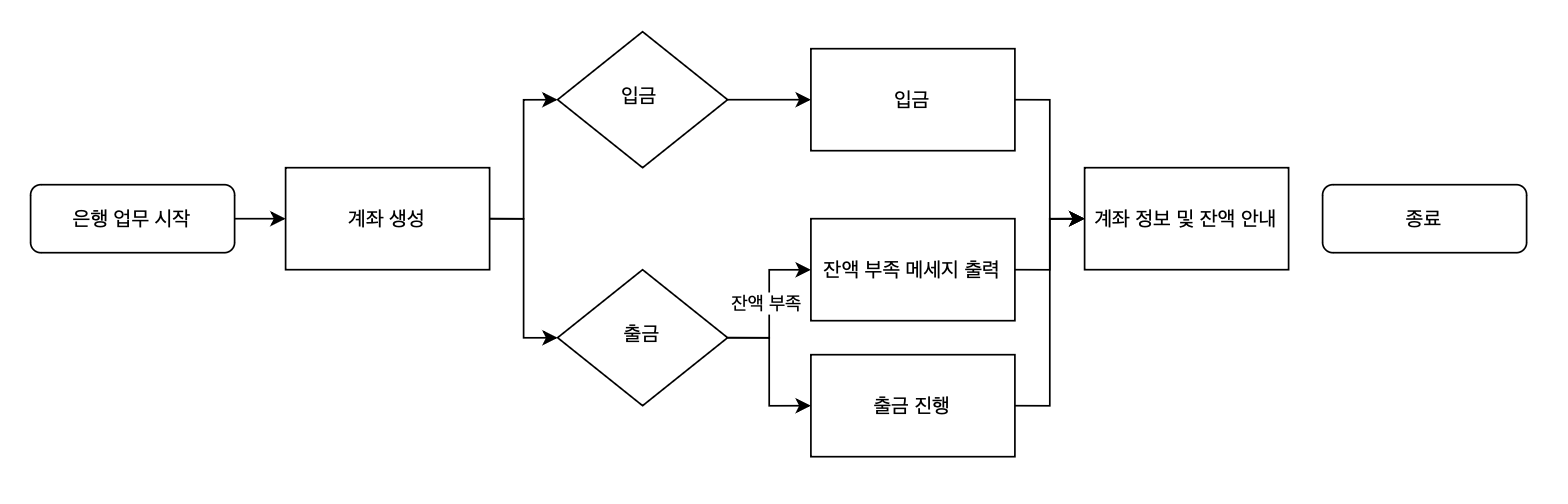 은행 업무 시작
계좌 생성
입금
입금
출금
잔액 부족
잔액 부족 메세지 출력
출금 진행
계좌 정보 및 잔액 안내
종료